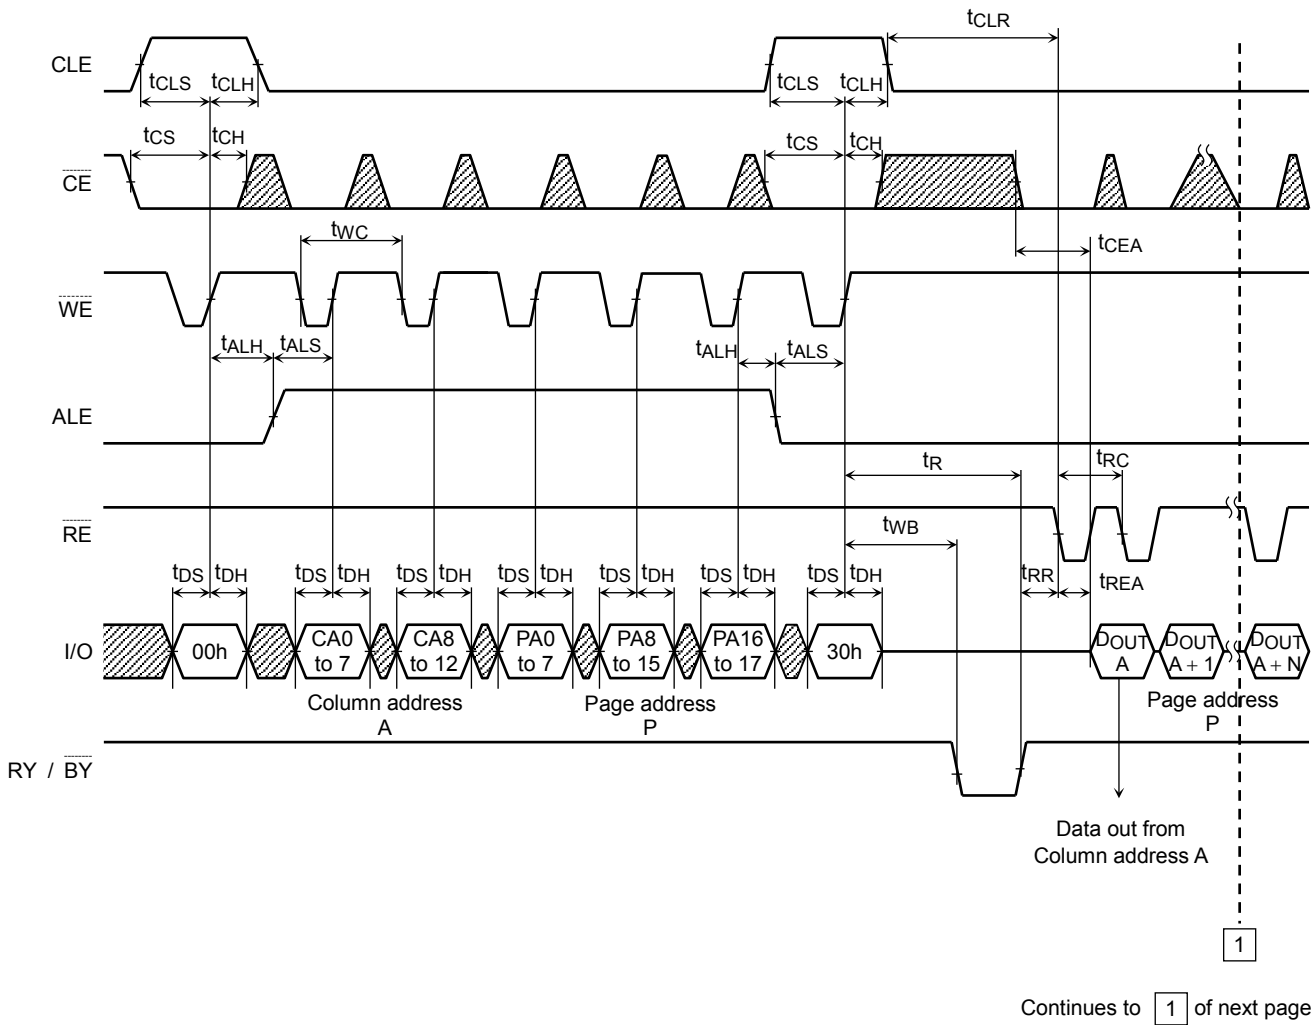 tCLR
CLE
tCLS tCLH tCLS tCLH
tCS tCH tCS tCH
CE
tWC tCEA
WE
tALH tALS tALH tALS
ALE
tR tRC
RE
tWB
tDS tDH tDS tDH tDS tDH tDS tDH tDS tDH tDS tDH tDS tDH tRR tREA
I/O 00h CA0 to 7 CA8 to 12 PA0 to 7 PA8 to 15 PA16 to 17 30h DOUT A DOUT A + 1 DOUT A + N
Column address A Page address P Page address P
RY / BY
Data out from
Column address A
1
Continues to 1 of next page